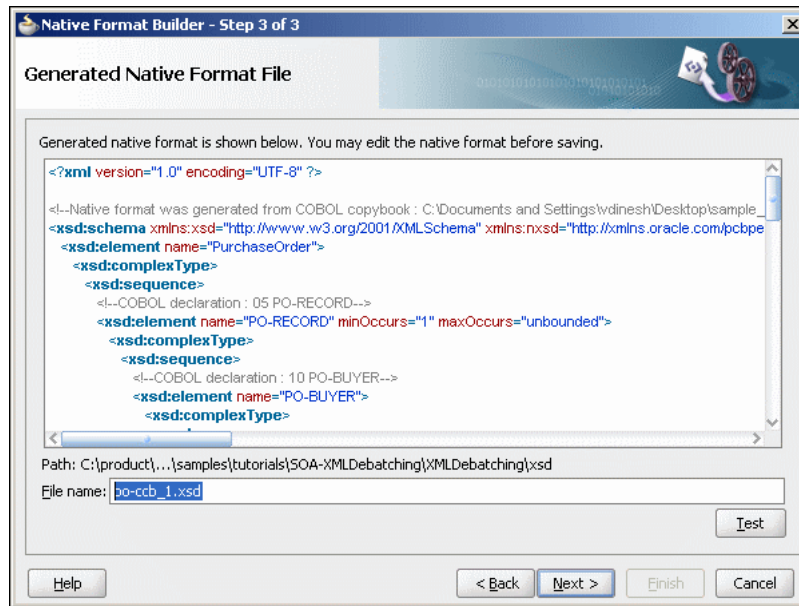 Native Format Builder - Step 3 of 3
Generated Native Format File
Generated native format is shown below. You may edit the native format before saving.
<?xml version="1.0" encoding="UTF-8" ?>
<!--Native format was generated from COBOL copybook : C:\Documents and Settings\vdinesh\Desktop\sample_
<xsd:schema xmlns:xsd="http://www.w3.org/2001/XMLSchema" xmlns:nxsd="http://xmlns.oracle.com/pcbpe
<xsd:element name="PurchaseOrder">
<xsd:complexType>
<xsd:sequence>
<!--COBOL declaration : 05 PO-RECORD-->
<xsd:element name="PO-RECORD" minOccurs="1" maxOccurs="unbounded">
<xsd:complexType>
<xsd:sequence>
<!--COBOL declaration : 10 PO-BUYER-->
<xsd:element name="PO-BUYER">
<xsd:complexType>
Path: C:\product\...\samples\tutorials\SOA-XMLDebatching\XMLDebatching\xsd
File name: po-ccb_1.xsd
Test
Help
< Back
Next >
Finish
Cancel